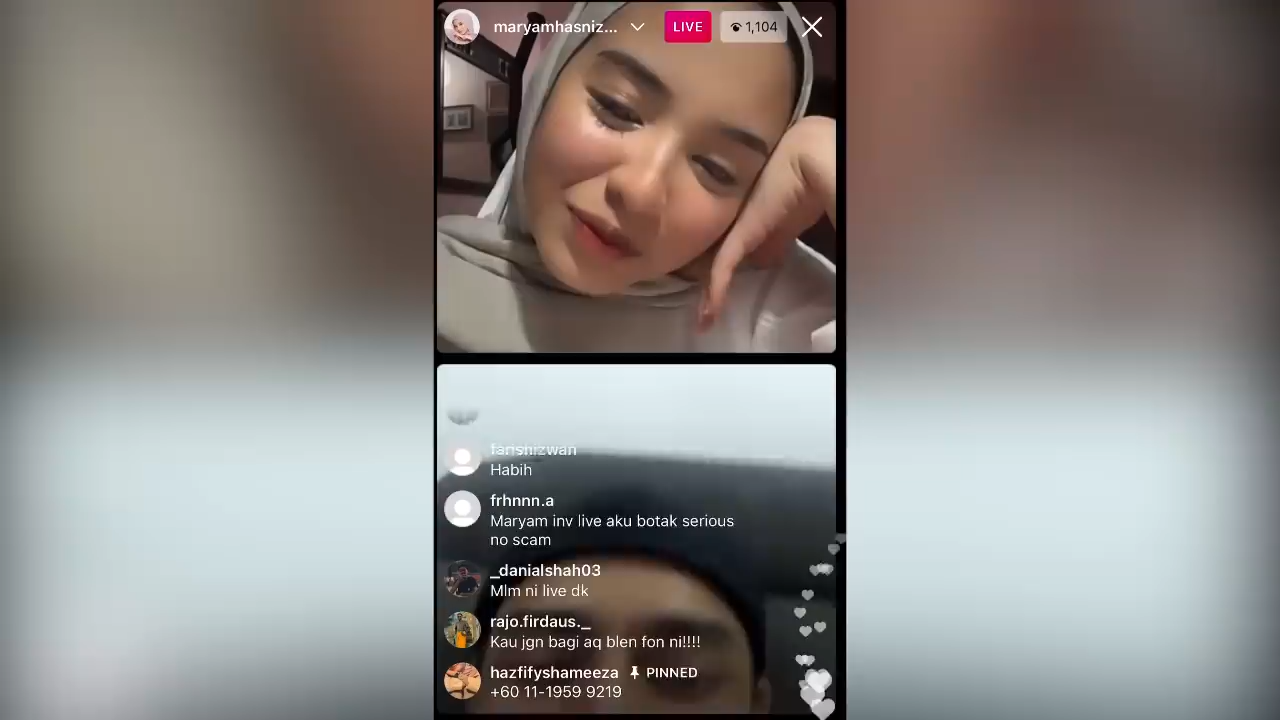 maryamhasniz...
LIVE
1,104
farisnizwan
Habih
frhnnn.a
Maryam inv live aku botak serious
no scam
_danialshah03
Mlm ni live dk
rajo.firdaus._
Kau jgn bagi aq blen fon ni!!!!
hazfifyshameeza PINNED
+60 11-1959 9219